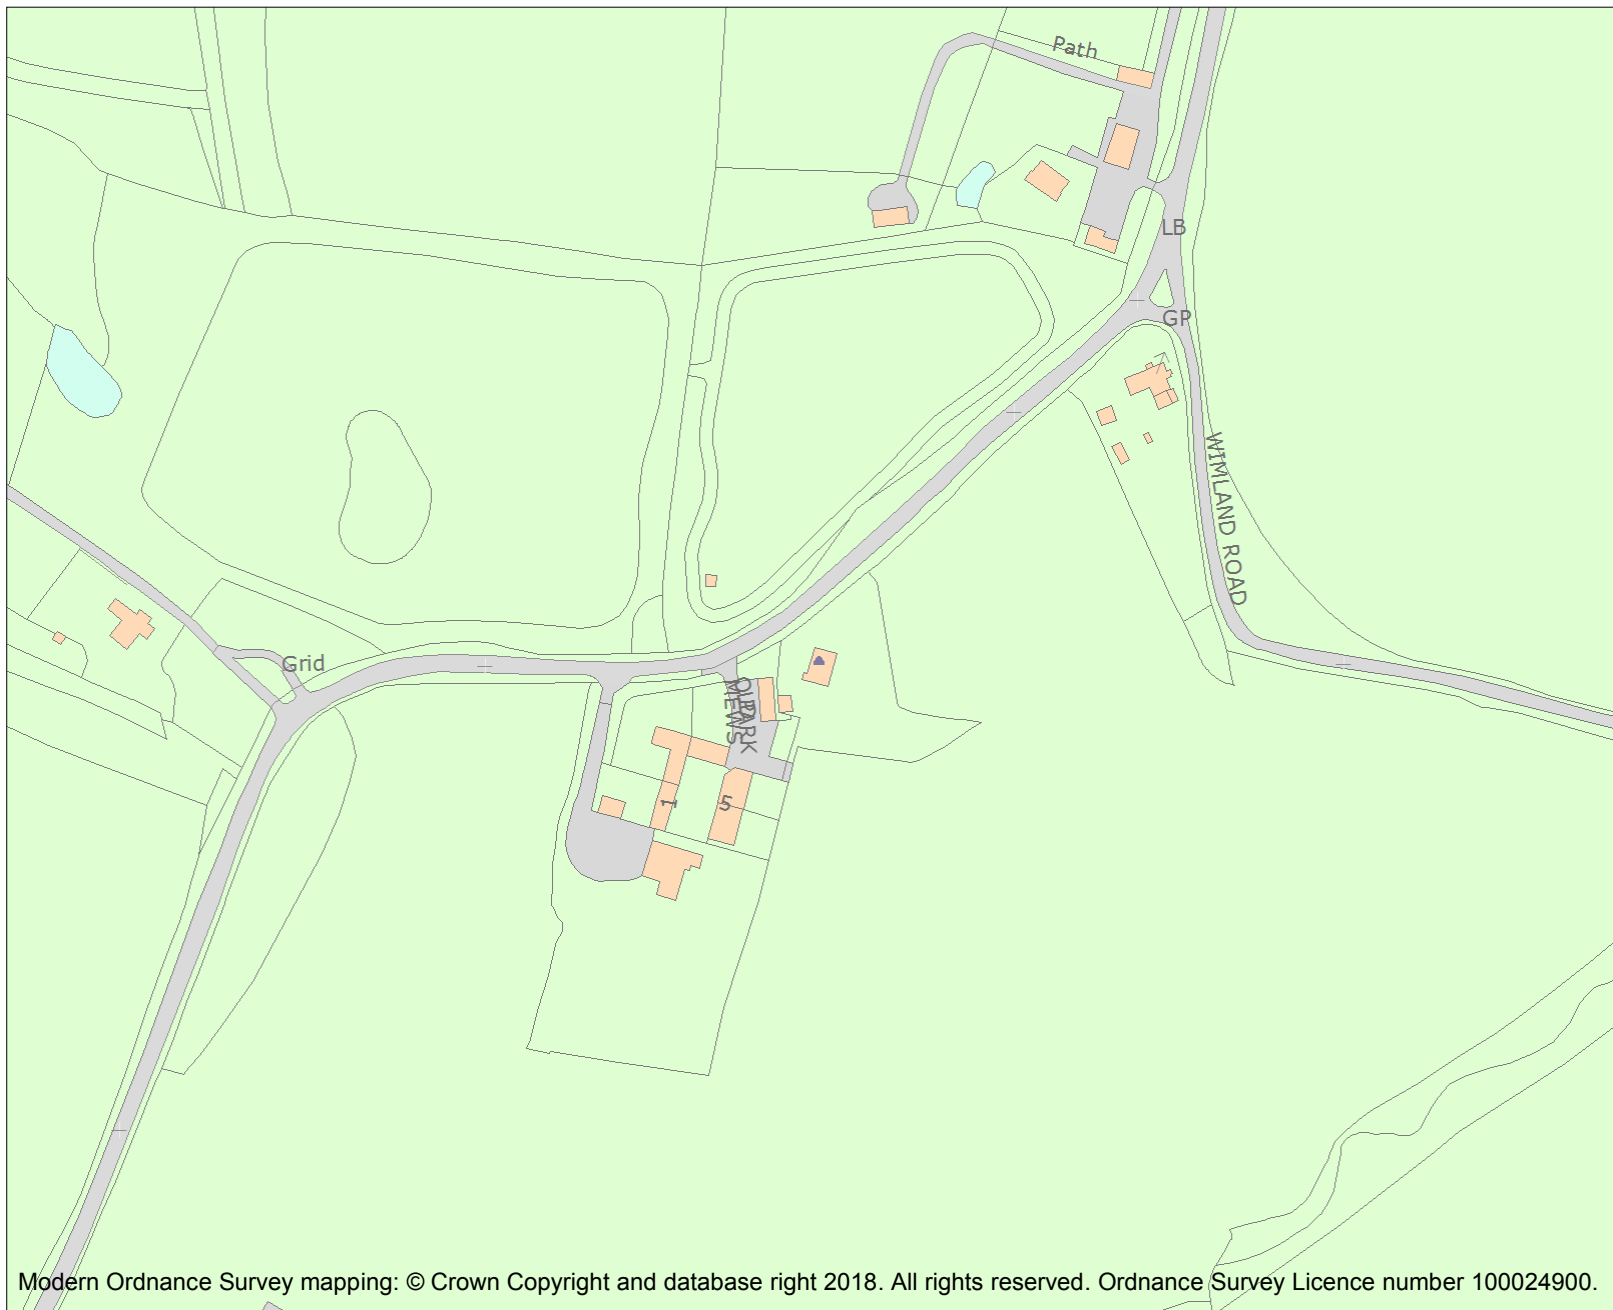 Path
LB
GP
WIMLAND ROAD
Grid
MEWS
1
5
Modern Ordnance Survey mapping: © Crown Copyright and database right 2018. All rights reserved. Ordnance Survey Licence number 100024900.